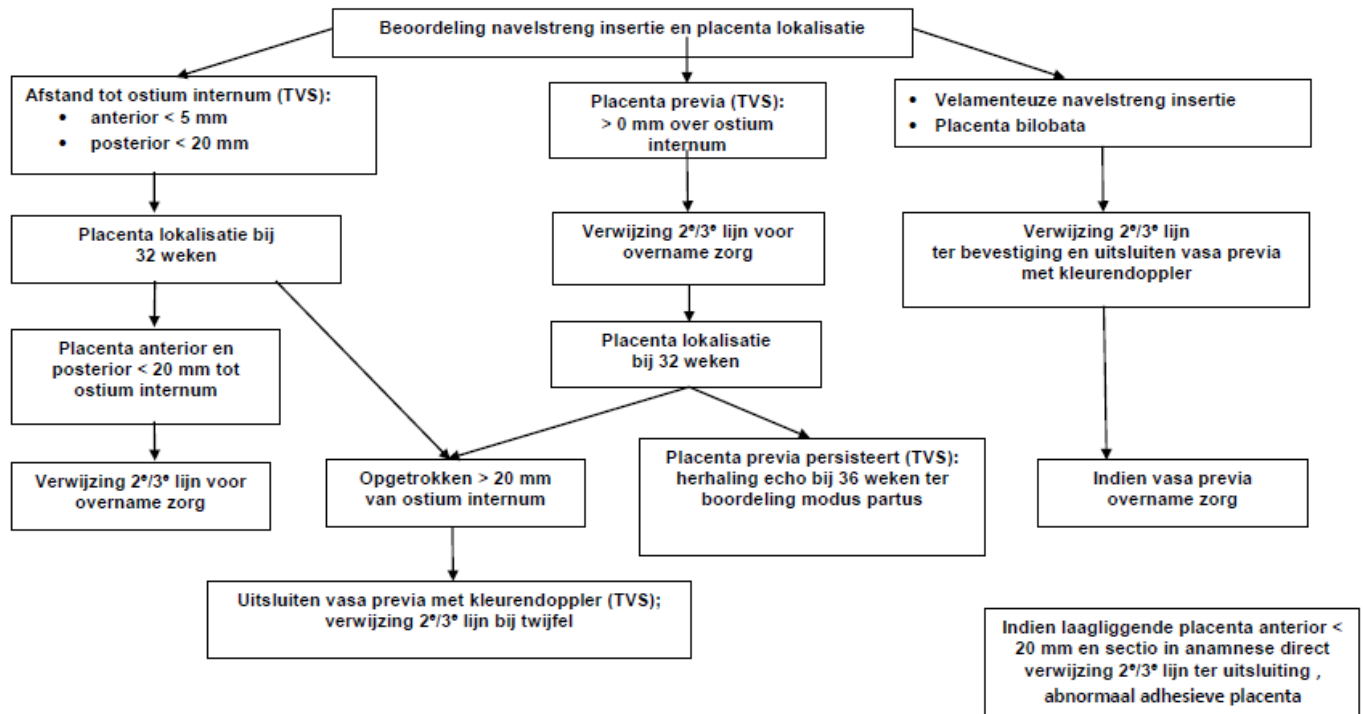 Beoordeling navelstreng insertie en placenta lokalisatie
Afstand tot ostium internum (TVS):
• anterior < 5 mm
• posterior < 20 mm
Placenta previa (TVS):
> 0 mm over ostium
internum
• Velamenteuze navelstreng insertie
• Placenta bilobata
Placenta lokalisatie bij
32 weken
Verwijzing 2e/3e lijn voor
overname zorg
Verwijzing 2e/3e lijn
ter bevestiging en uitsluiten vasa previa
met kleurendoppler
Placenta anterior en
posterior < 20 mm tot
ostium internum
Placenta lokalisatie
bij 32 weken
Verwijzing 2e/3e lijn voor
overname zorg
Opgetrokken > 20 mm
van ostium internum
Placenta previa persisteert (TVS):
herhaling echo bij 36 weken ter
boordeling modus partus
Indien vasa previa
overname zorg
Uitsluiten vasa previa met kleurendoppler (TVS);
verwijzing 2e/3e lijn bij twijfel
Indien laagliggende placenta anterior <
20 mm en sectio in anamnese direct
verwijzing 2e/3e lijn ter uitsluiting ,
abnormaal adhesieve placenta